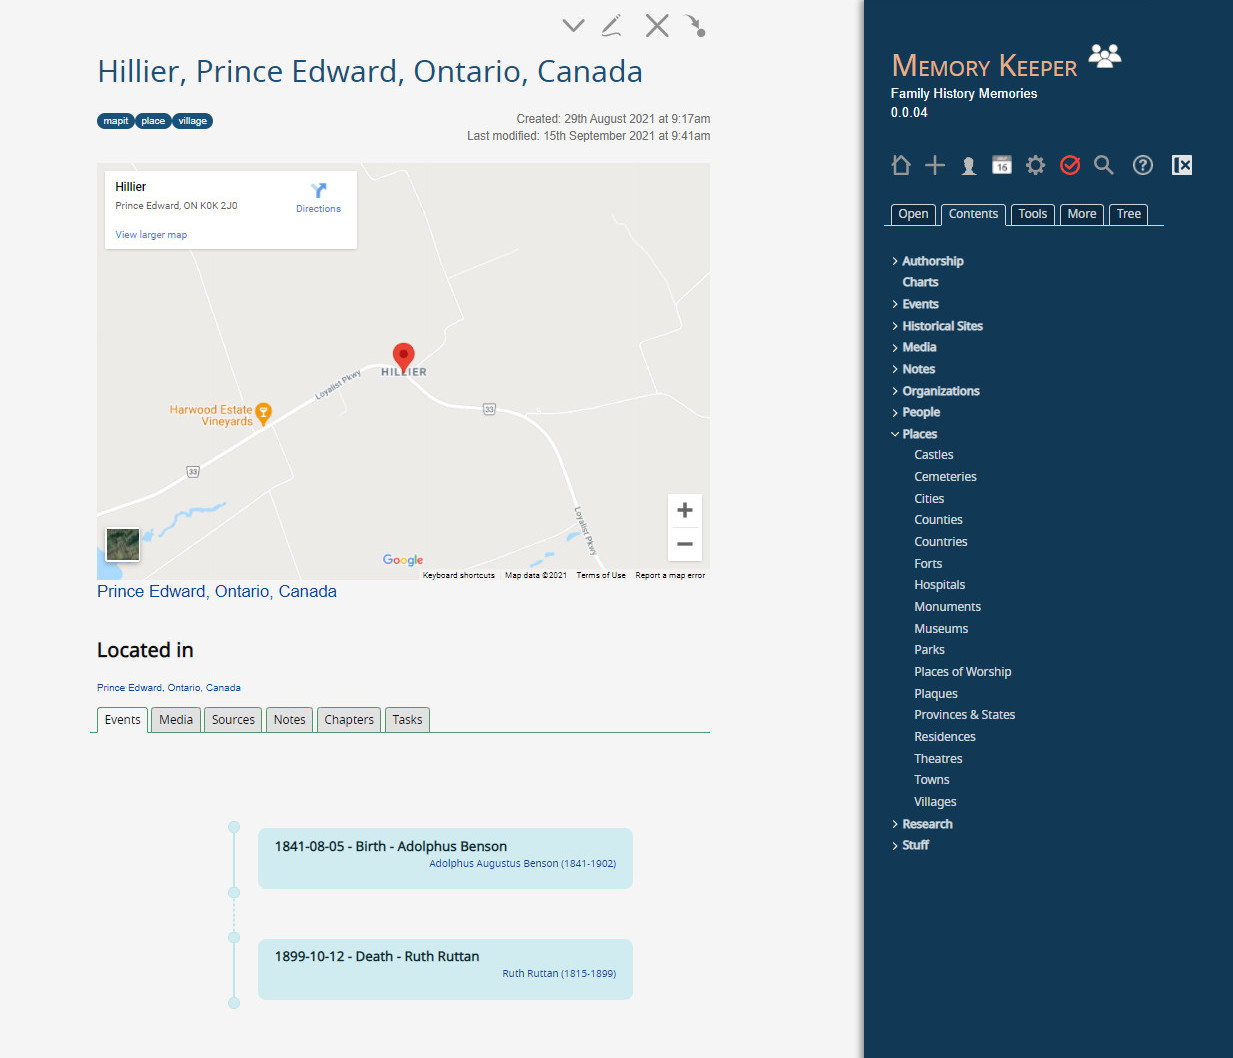 Hillier, Prince Edward, Ontario, Canada
mapit place village
Created: 29th August 2021 at 9:17am
Last modified: 15th September 2021 at 9:41am
Hillier
Prince Edward, ON K0K 2J0
Directions
View larger map
HILLIER
Loyalist Pkwy
Harwood Estate
Vineyards
33
33
Loyalist Pkwy
Google
Keyboard shortcuts Map data ©2021 Terms of Use Report a map error
Prince Edward, Ontario, Canada
Located in
Prince Edward, Ontario, Canada
Events Media Sources Notes Chapters Tasks
1841-08-05 - Birth - Adolphus Benson
Adolphus Augustus Benson (1841-1902)
1899-10-12 - Death - Ruth Ruttan
Ruth Ruttan (1815-1899)
Memory Keeper
Family History Memories
0.0.04
16
Open Contents Tools More Tree
Authorship
Charts
Events
Historical Sites
Media
Notes
Organizations
People
Places
Castles
Cemeteries
Cities
Counties
Countries
Forts
Hospitals
Monuments
Museums
Parks
Places of Worship
Plaques
Provinces & States
Residences
Theatres
Towns
Villages
Research
Stuff